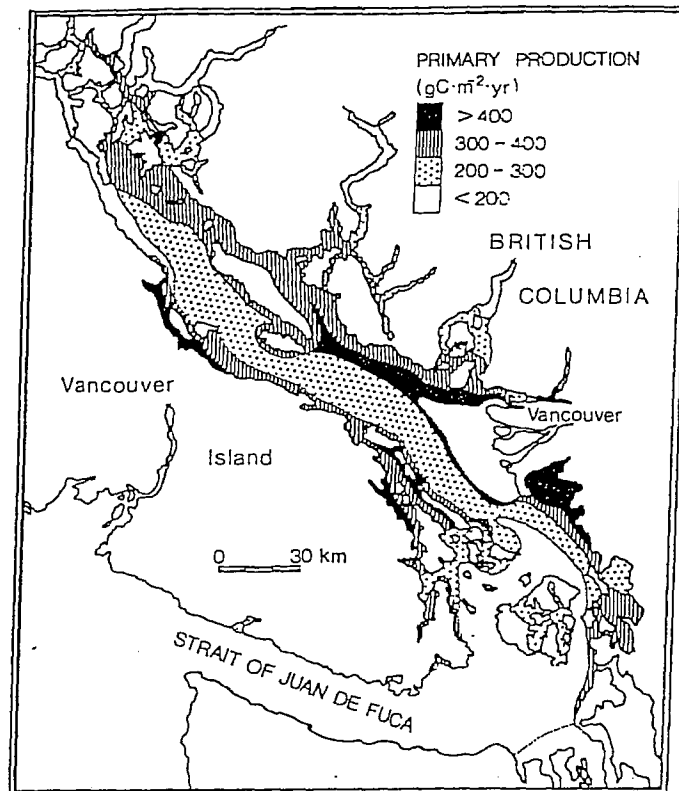 PRIMARY PRODUCTION
(gC·m⁻²·yr)
>400
300 - 400
200 - 300
<200
BRITISH
COLUMBIA
Vancouver
Vancouver
Island
0 30 km
STRAIT OF JUAN DE FUCA